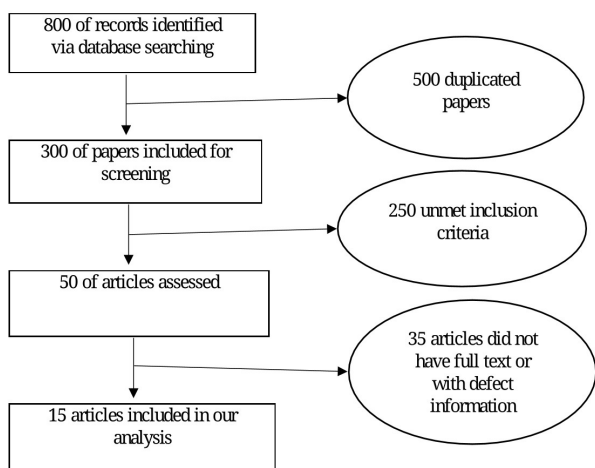 800 of records identified
via database searching
500 duplicated
papers
300 of papers included for
screening
250 unmet inclusion
criteria
50 of articles assessed
35 articles did not
have full text or
with defect
information
15 articles included in our
analysis